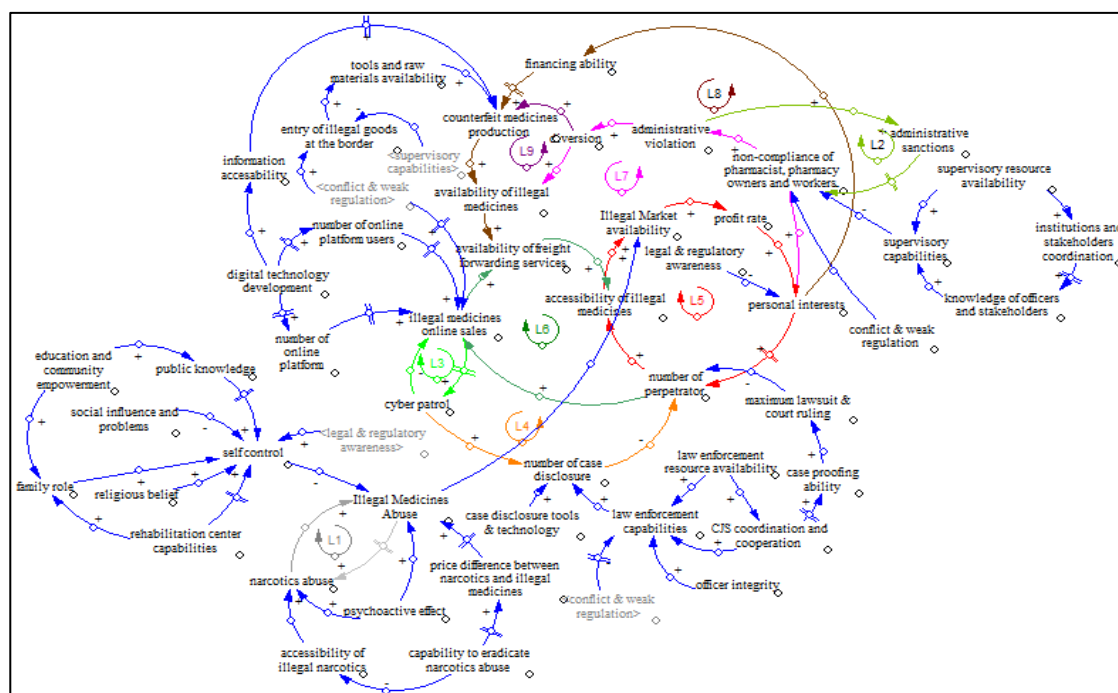 tools and raw
materials availability
financing ability
L8
counterfeit medicines
production
administrative
violation
administrative
sanctions
L2
L9
entry of illegal goods
at the border
<supervisory
capabilities>
information
accesability
non-compliance of
pharmacist, pharmacy
owners and workers
supervisory resource
availability
L7
<conflict & weak
regulation>
availability of illegal
medicines
Illegal Market
availability
profit rate
institutions and
stakeholders
coordination
number of online
platform users
availability of freight
forwarding services
legal & regulatory
awareness
supervisory
capabilities
digital technology
development
accessibility of illegal
medicines
L5
personal interests
knowledge of officers
and stakeholders
illegal medicines
online sales
L6
conflict & weak
regulation
number of
online
platform
L3
education and
community
empowerment
public knowledge
number of
perpetrator
cyber patrol
maximum lawsuit &
court ruling
social influence and
problems
L4
<legal & regulatory
awareness>
self control
number of case
disclosure
law enforcement
resource availability
case proofing
ability
family role
religious belief
Illegal Medicines
Abuse
case disclosure tools
& technology
law enforcement
capabilities
CJS coordination and
cooperation
rehabilitation center
capabilities
L1
narcotics abuse
price difference between
narcotics and illegal
medicines
officer integrity
psychoactive effect
<conflict & weak
regulation>
accessibility of
illegal narcotics
capability to eradicate
narcotics abuse